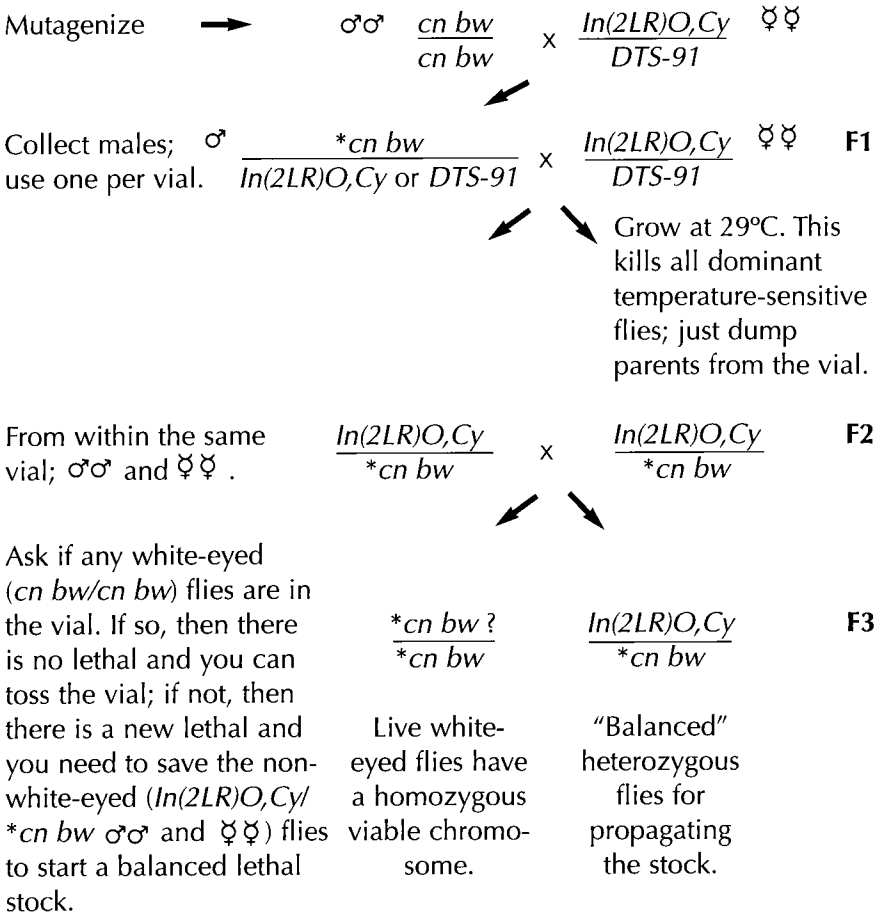 Mutagenize → ♂♂ cn bw / cn bw x In(2LR)O,Cy / DTS-91 ☿☿
Collect males; ♂ *cn bw / In(2LR)O,Cy or DTS-91 x In(2LR)O,Cy / DTS-91 ☿☿ F1
use one per vial.
Grow at 29ºC. This
kills all dominant
temperature-sensitive
flies; just dump
parents from the vial.
From within the same
vial; ♂♂ and ☿☿ .
In(2LR)O,Cy / *cn bw x In(2LR)O,Cy / *cn bw F2
Ask if any white-eyed
(cn bw/cn bw) flies are in
the vial. If so, then there
is no lethal and you can
toss the vial; if not, then
there is a new lethal and
you need to save the non-
white-eyed (In(2LR)O,Cy/
*cn bw ♂♂ and ☿☿) flies
to start a balanced lethal
stock.
*cn bw ? / *cn bw
Live white-
eyed flies have
a homozygous
viable chromo-
some.
In(2LR)O,Cy / *cn bw F3
“Balanced”
heterozygous
flies for
propagating
the stock.